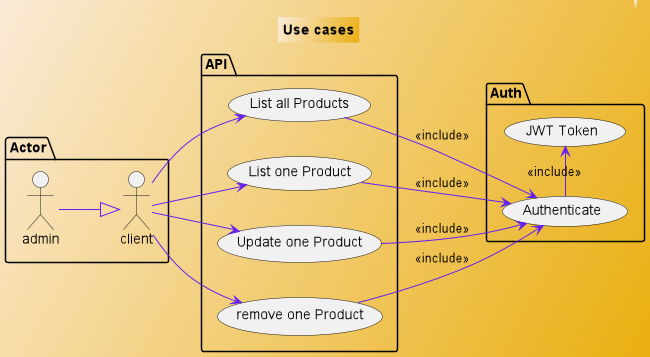 Use cases
API
List all Products
Auth
«include»
JWT Token
Actor
List one Product
«include»
«include»
Authenticate
admin
client
Update one Product
«include»
«include»
remove one Product